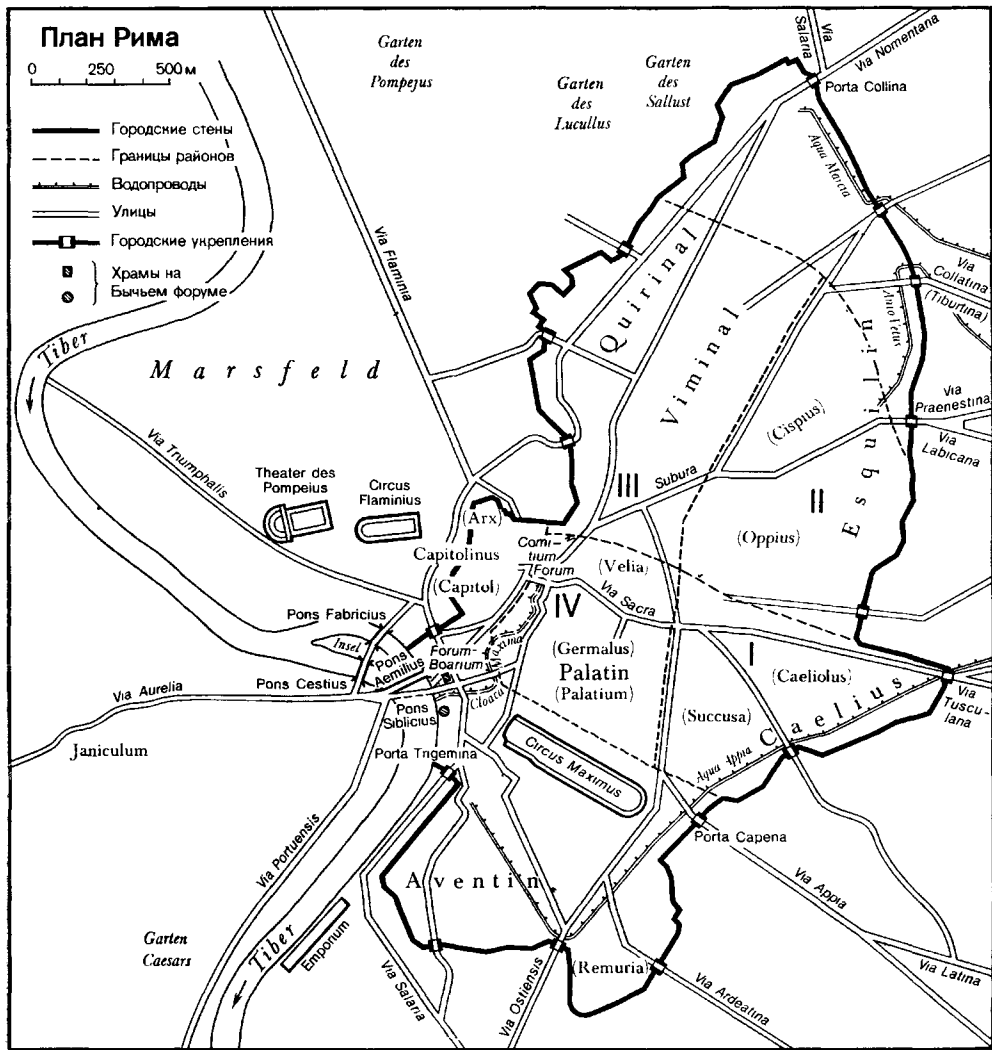 План Рима
0 250 500 м
Городские стены
Границы районов
Водопроводы
Улицы
Городские укрепления
Храмы на
Бычьем форуме
Garten
des
Pompejus
Garten
des
Lucullus
Garten
des
Sallust
Via
Salaria
Via Nomentana
Porta Collina
Aqua Marcia
Via Flaminia
Quirinal
Viminal
Via
Collatina
(Tiburtina)
Anio Vetus
Esquilin
Tiber
Marsfeld
(Cispius)
Via
Praenestina
Via
Labicana
Via Triumphalis
Theater des
Pompeius
Circus
Flaminius
III
Subura
II
(Arx)
(Oppius)
Capitolinus
(Capitol)
Comi-
tium
Forum
(Velia)
Via Sacra
IV
Pons Fabricius
Insel
Pons
Aemilius
Forum-
Boarium
Cloaca
Maxima
(Germalus)
Palatin
(Palatium)
I
(Caeliolus)
Pons Cestius
Via Aurelia
Pons
Siblicius
(Succusa)
Caelius
Via
Tuscu-
lana
Janiculum
Porta Trigemina
Circus Maximus
Aqua Appia
Porta Capena
Via Portuensis
Aventin
Via Appia
Garten
Caesars
Tiber
Emporium
Via Salaria
Via Ostiensis
(Remuria)
Via Ardeatina
Via Latina